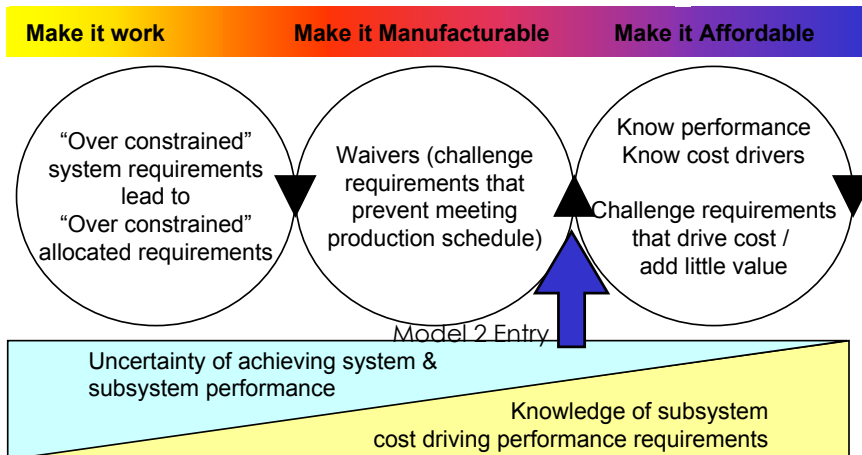 Make it work
Make it Manufacturable
Make it Affordable
“Over constrained”
system requirements
lead to
“Over constrained”
allocated requirements
Waivers (challenge
requirements that
prevent meeting
production schedule)
Know performance
Know cost drivers
Challenge requirements
that drive cost /
add little value
Model 2 Entry
Uncertainty of achieving system &
subsystem performance
Knowledge of subsystem
cost driving performance requirements